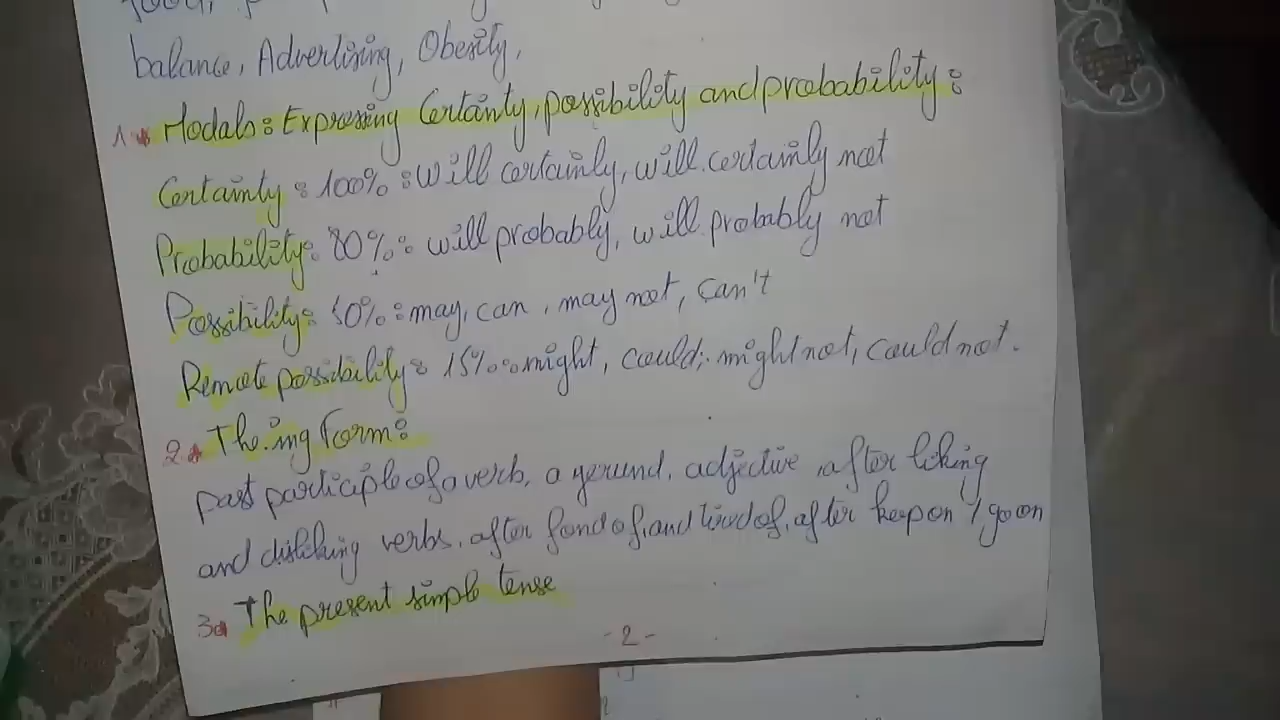 food,
balance, Advertising, Obesity,
1* Modals: Expressing Certainty, possibility and probability:
Certainty: 100%: will certainly, will certainly not
Probability: 80%: will probably, will probably not
Possibility: 50%: may, can, may not, can't
Remote possibility: 15%: might, could; might not, could not.
2* The.ing Form:
past participle of a verb, a gerund, adjective, after liking
and disliking verbs, after fond of, and tired of, after keep on / go on
3* The present simple tense
-2-